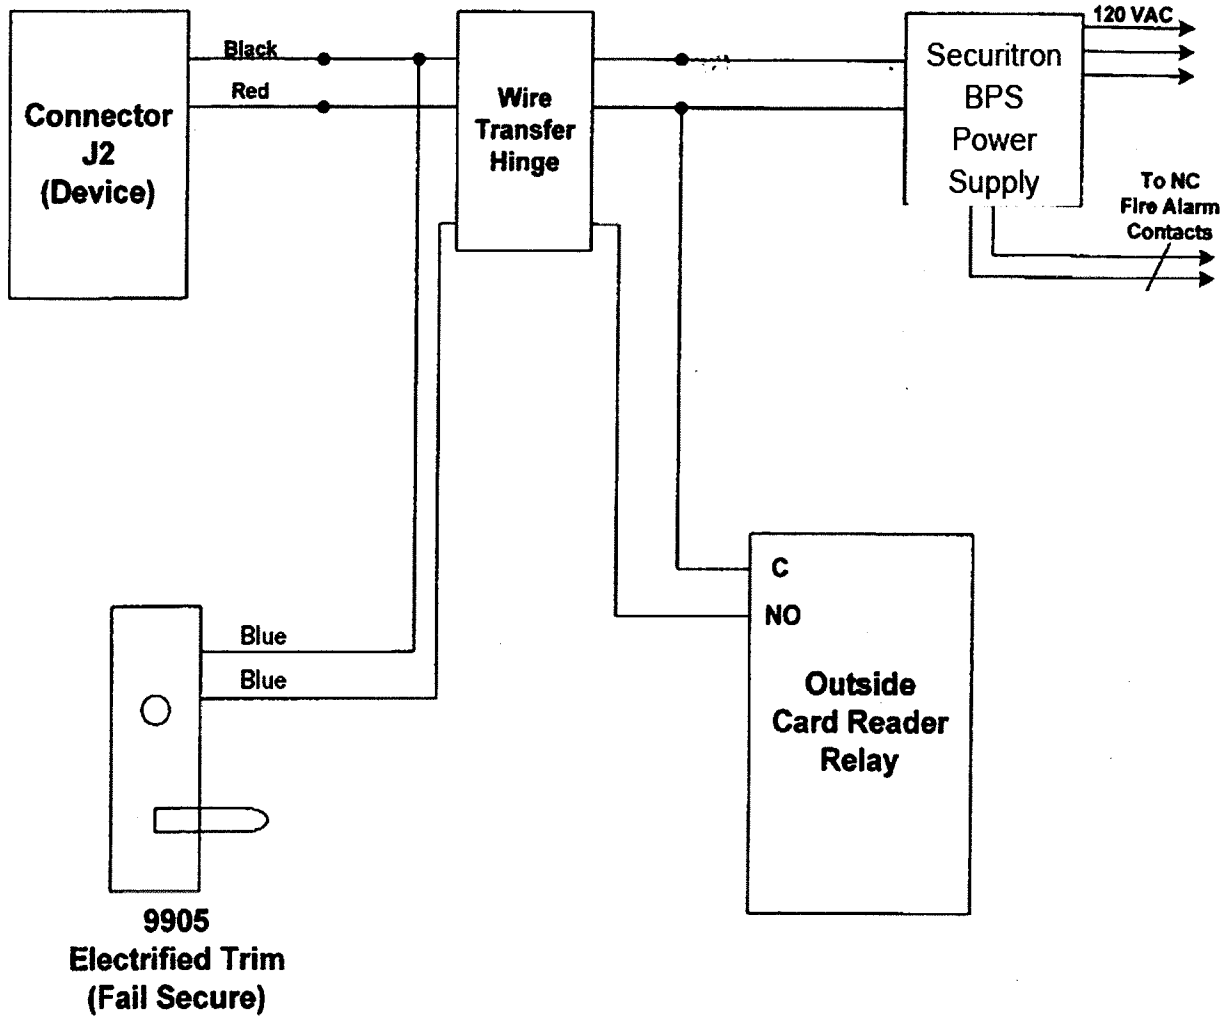 Connector
J2
(Device)
Black
Red
Wire
Transfer
Hinge
Securitron
BPS
Power
Supply
120 VAC
To NC
Fire Alarm
Contacts
C
NO
Outside
Card Reader
Relay
Blue
Blue
9905
Electrified Trim
(Fail Secure)